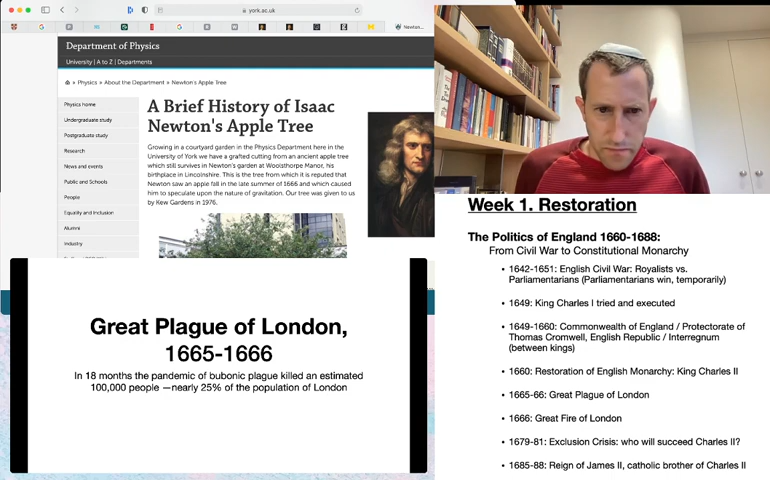 york.ac.uk
Newton...
Department of Physics
University | A to Z | Departments
Physics › About the Department › Newton's Apple Tree
Physics home
Undergraduate study
Postgraduate study
Research
News and events
Public and Schools
People
Equality and Inclusion
Alumni
Industry
A Brief History of Isaac
Newton's Apple Tree
Growing in a courtyard garden in the Physics Department here in the
University of York we have a grafted cutting from an ancient apple tree
which still survives in Newton's garden at Woolsthorpe Manor, his
birthplace in Lincolnshire. This is the tree from which it is reputed that
Newton saw an apple fall in the late summer of 1666 and which caused
him to speculate upon the nature of gravitation. Our tree was given to us
by Kew Gardens in 1976.
Great Plague of London,
1665-1666
In 18 months the pandemic of bubonic plague killed an estimated
100,000 people —nearly 25% of the population of London
Week 1. Restoration
The Politics of England 1660-1688:
From Civil War to Constitutional Monarchy
• 1642-1651: English Civil War: Royalists vs.
Parliamentarians (Parliamentarians win, temporarily)
• 1649: King Charles I tried and executed
• 1649-1660: Commonwealth of England / Protectorate of
Thomas Cromwell, English Republic / Interregnum
(between kings)
• 1660: Restoration of English Monarchy: King Charles II
• 1665-66: Great Plague of London
• 1666: Great Fire of London
• 1679-81: Exclusion Crisis: who will succeed Charles II?
• 1685-88: Reign of James II, catholic brother of Charles II